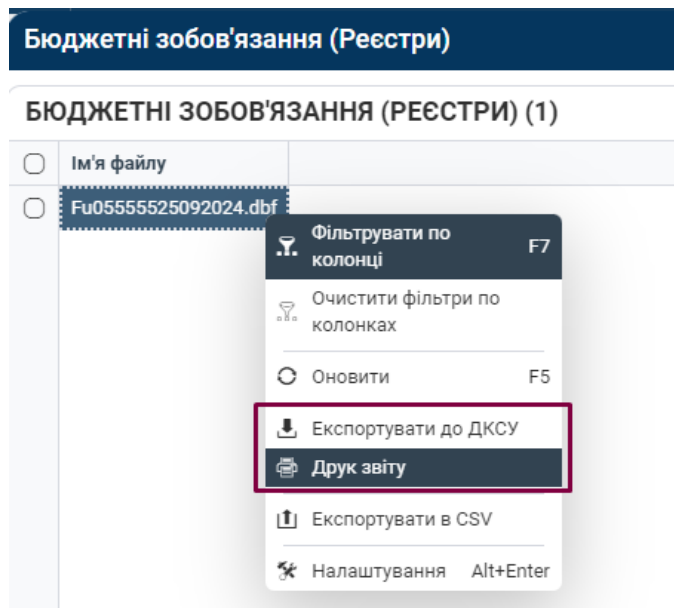 Бюджетні зобов'язання (Реєстри)
БЮДЖЕТНІ ЗОБОВ'ЯЗАННЯ (РЕЄСТРИ) (1)
Ім'я файлу
Fu05555525092024.dbf
Фільтрувати по
колонці F7
Очистити фільтри по
колонках
Оновити F5
Експортувати до ДКСУ
Друк звіту
Експортувати в CSV
Налаштування Alt+Enter